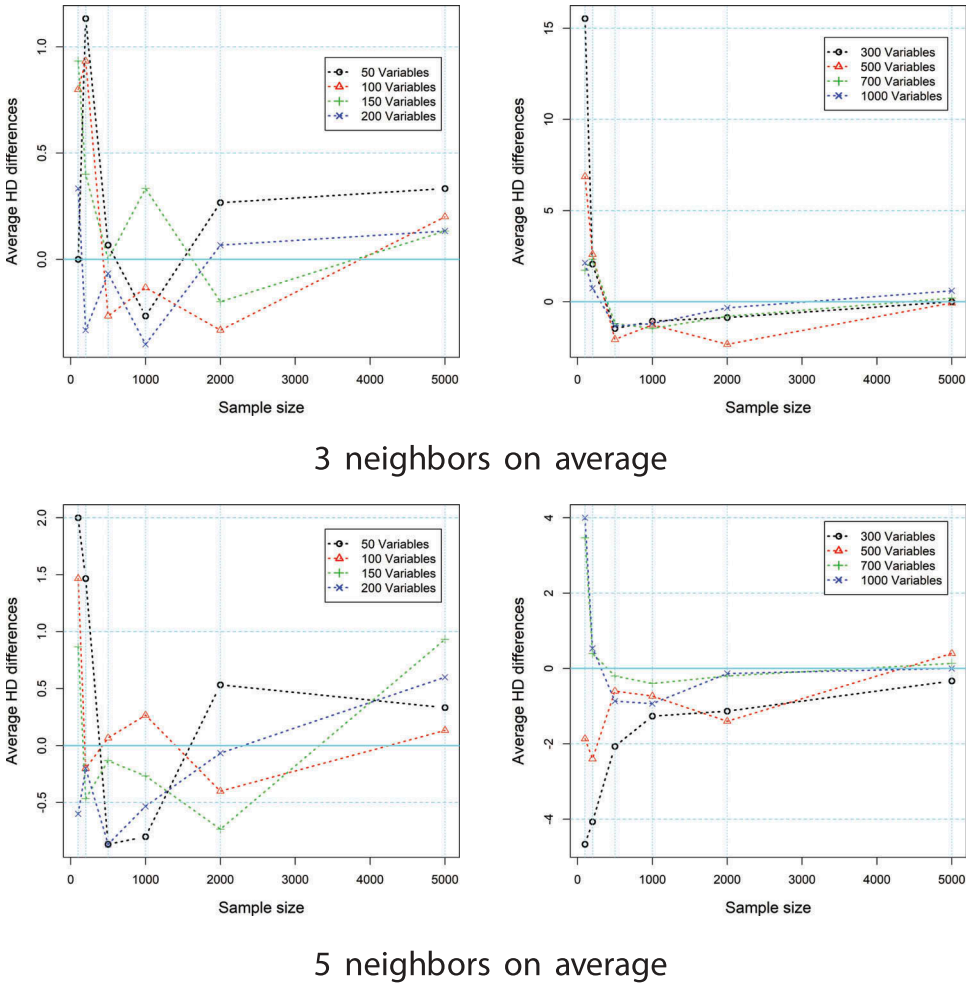 Average HD differences
1.0
0.5
0.0
50 Variables
100 Variables
150 Variables
200 Variables
0 1000 2000 3000 4000 5000
Sample size
Average HD differences
15
10
5
0
300 Variables
500 Variables
700 Variables
1000 Variables
0 1000 2000 3000 4000 5000
Sample size
3 neighbors on average
Average HD differences
2.0
1.5
1.0
0.5
0.0
-0.5
50 Variables
100 Variables
150 Variables
200 Variables
0 1000 2000 3000 4000 5000
Sample size
Average HD differences
4
2
0
-2
-4
300 Variables
500 Variables
700 Variables
1000 Variables
0 1000 2000 3000 4000 5000
Sample size
5 neighbors on average